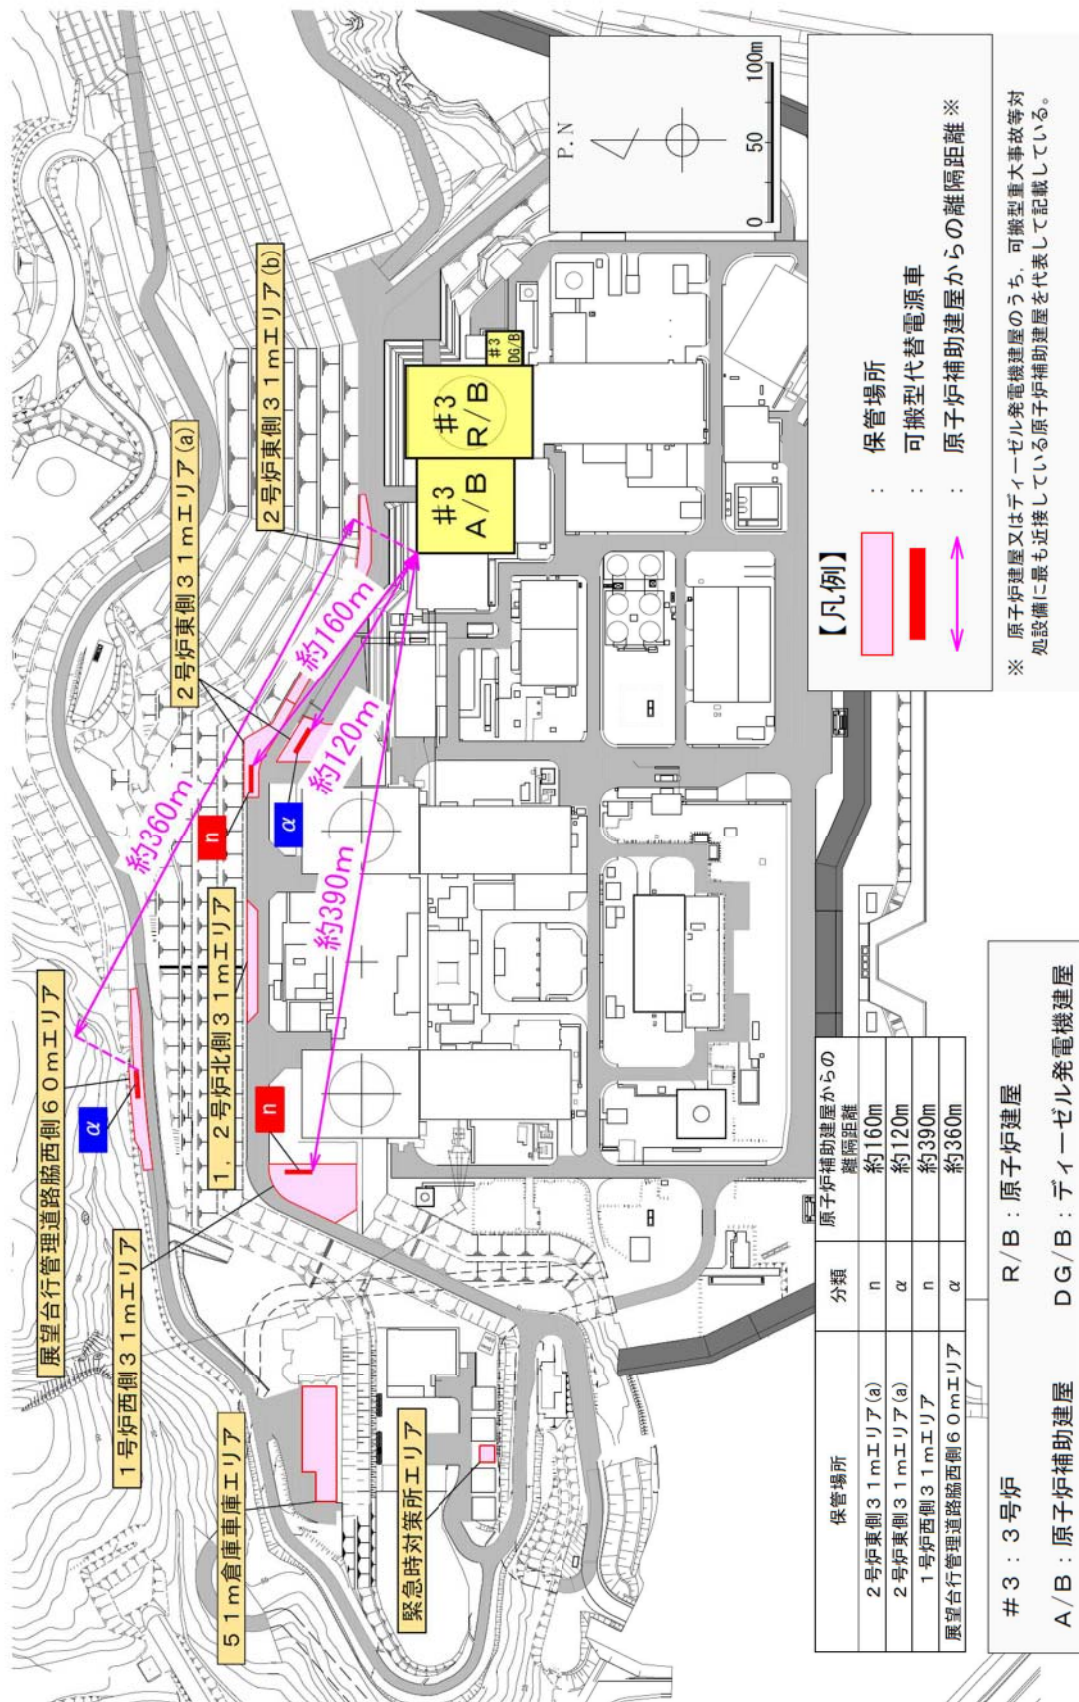 展望台行管理道路脇西側60mエリア
1号炉西側31mエリア
51m倉庫車庫エリア
緊急時対策所エリア
1，2号炉北側31mエリア
2号炉東側31mエリア(a)
2号炉東側31mエリア(b)
α
n
n
α
約360m
約160m
約120m
約390m
#3
A/B
#3
R/B
#3
DG/B
P.N
0 50 100m
【凡例】
： 保管場所
： 可搬型代替電源車
： 原子炉補助建屋からの離隔距離※
※ 原子炉建屋又はディーゼル発電機建屋のうち，可搬型重大事故等対
処設備に最も近接している原子炉補助建屋を代表して記載している。
保管場所 分類 原子炉補助建屋からの
離隔距離
2号炉東側31mエリア(a) n 約160m
2号炉東側31mエリア(a) α 約120m
1号炉西側31mエリア n 約390m
展望台行管理道路脇西側60mエリア α 約360m
#3：3号炉 R/B：原子炉建屋
A/B：原子炉補助建屋 DG/B：ディーゼル発電機建屋